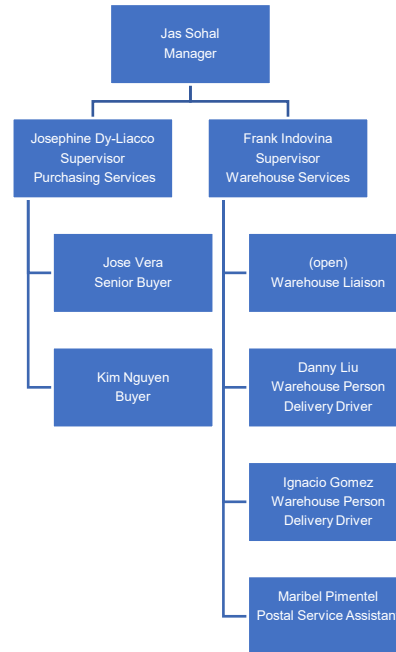 Jas Sohal
Manager
Josephine Dy-Liacco
Supervisor
Purchasing Services
Frank Indovina
Supervisor
Warehouse Services
Jose Vera
Senior Buyer
(open)
Warehouse Liaison
Kim Nguyen
Buyer
Danny Liu
Warehouse Person
Delivery Driver
Ignacio Gomez
Warehouse Person
Delivery Driver
Maribel Pimentel
Postal Service Assistan